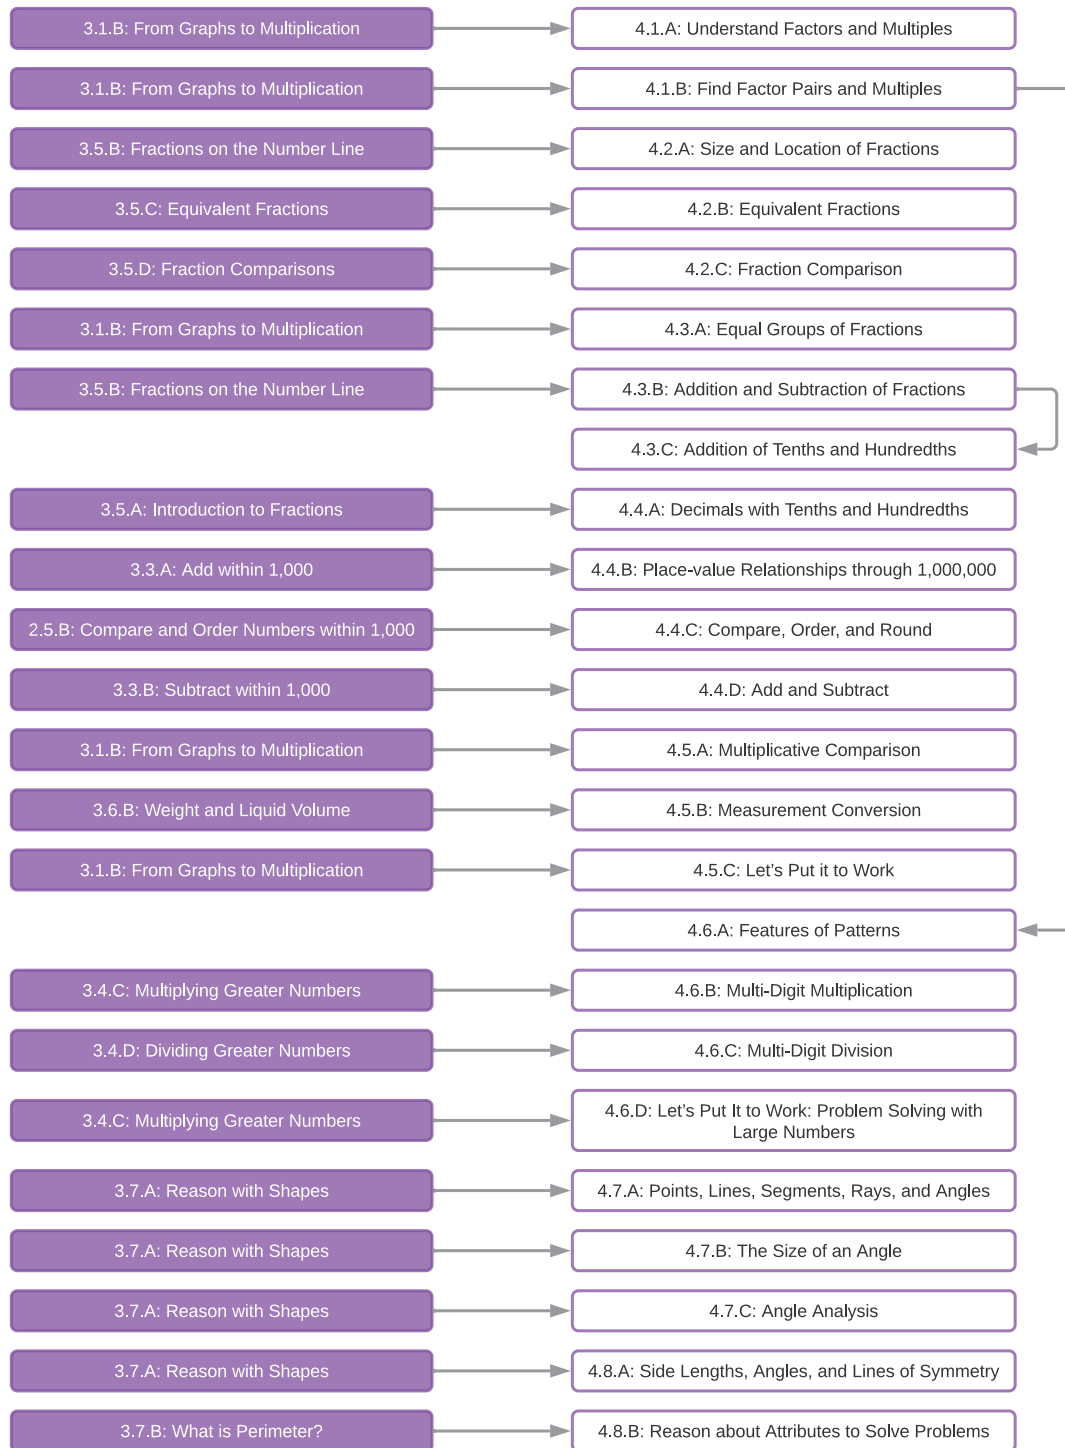 3.1.B: From Graphs to Multiplication
4.1.A: Understand Factors and Multiples
3.1.B: From Graphs to Multiplication
4.1.B: Find Factor Pairs and Multiples
3.5.B: Fractions on the Number Line
4.2.A: Size and Location of Fractions
3.5.C: Equivalent Fractions
4.2.B: Equivalent Fractions
3.5.D: Fraction Comparisons
4.2.C: Fraction Comparison
3.1.B: From Graphs to Multiplication
4.3.A: Equal Groups of Fractions
3.5.B: Fractions on the Number Line
4.3.B: Addition and Subtraction of Fractions
4.3.C: Addition of Tenths and Hundredths
3.5.A: Introduction to Fractions
4.4.A: Decimals with Tenths and Hundredths
3.3.A: Add within 1,000
4.4.B: Place-value Relationships through 1,000,000
2.5.B: Compare and Order Numbers within 1,000
4.4.C: Compare, Order, and Round
3.3.B: Subtract within 1,000
4.4.D: Add and Subtract
3.1.B: From Graphs to Multiplication
4.5.A: Multiplicative Comparison
3.6.B: Weight and Liquid Volume
4.5.B: Measurement Conversion
3.1.B: From Graphs to Multiplication
4.5.C: Let's Put it to Work
4.6.A: Features of Patterns
3.4.C: Multiplying Greater Numbers
4.6.B: Multi-Digit Multiplication
3.4.D: Dividing Greater Numbers
4.6.C: Multi-Digit Division
3.4.C: Multiplying Greater Numbers
4.6.D: Let's Put It to Work: Problem Solving with
Large Numbers
3.7.A: Reason with Shapes
4.7.A: Points, Lines, Segments, Rays, and Angles
3.7.A: Reason with Shapes
4.7.B: The Size of an Angle
3.7.A: Reason with Shapes
4.7.C: Angle Analysis
3.7.A: Reason with Shapes
4.8.A: Side Lengths, Angles, and Lines of Symmetry
3.7.B: What is Perimeter?
4.8.B: Reason about Attributes to Solve Problems